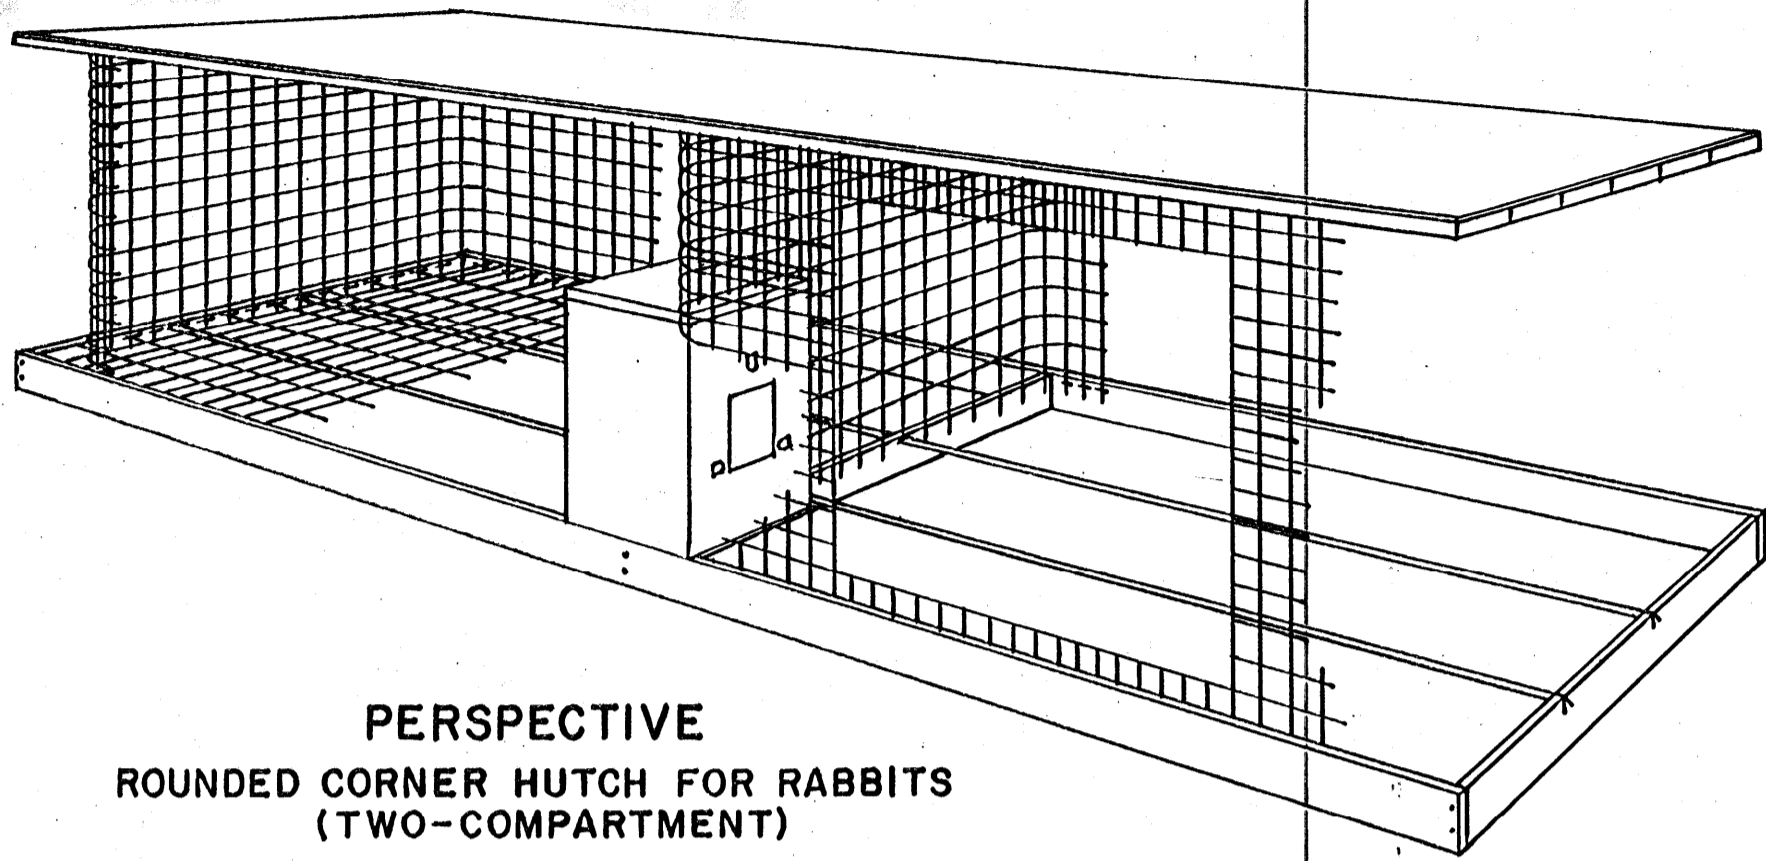 PERSPECTIVE
ROUNDED CORNER HUTCH FOR RABBITS
(TWO-COMPARTMENT)